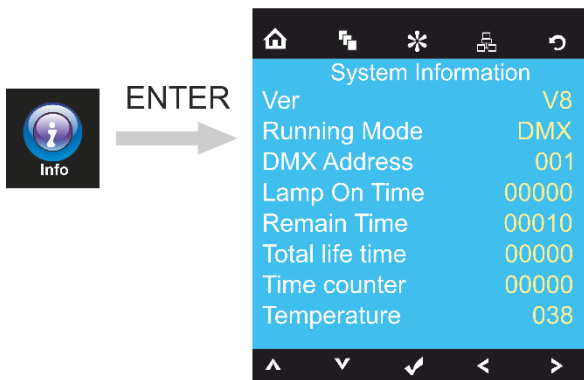 Info
ENTER
System Information
Ver V8
Running Mode DMX
DMX Address 001
Lamp On Time 00000
Remain Time 00010
Total life time 00000
Time counter 00000
Temperature 038